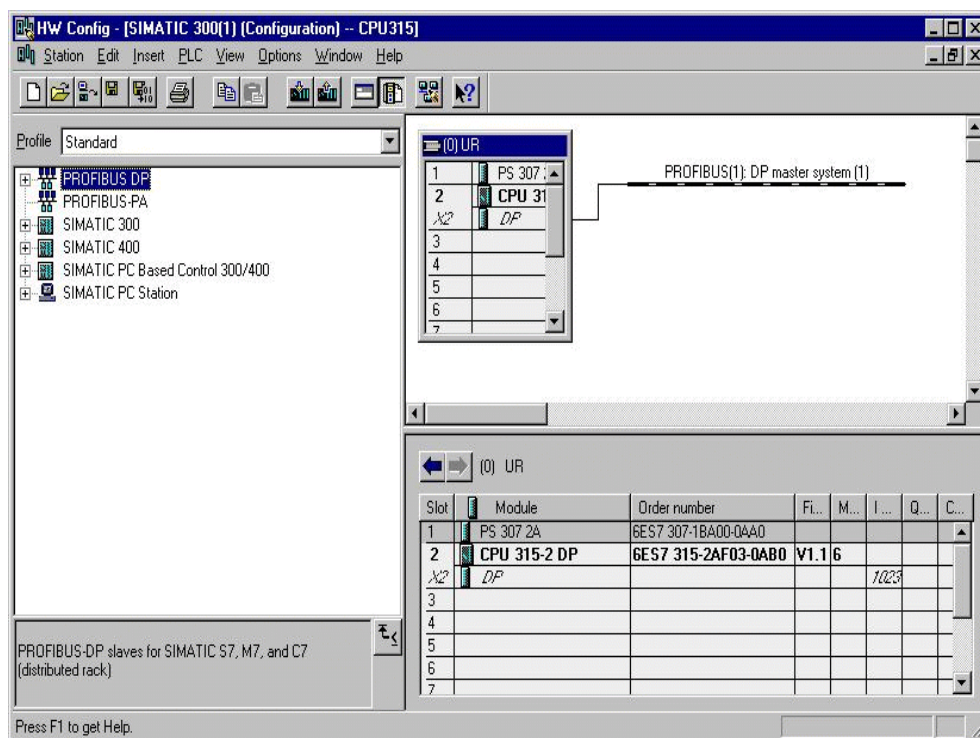 HW Config - [SIMATIC 300(1) (Configuration) -- CPU315]
Station Edit Insert PLC View Options Window Help
Profile Standard
PROFIBUS DP
PROFIBUS-PA
SIMATIC 300
SIMATIC 400
SIMATIC PC Based Control 300/400
SIMATIC PC Station
PROFIBUS-DP slaves for SIMATIC S7, M7, and C7
(distributed rack)
(0) UR
1 PS 307
2 CPU 31
X2 DP
3
4
5
6
7
PROFIBUS(1): DP master system (1)
(0) UR
Slot Module Order number Fi... M... I ... Q... C...
1 PS 307 2A 6ES7 307-1BA00-0AA0
2 CPU 315-2 DP 6ES7 315-2AF03-0AB0 V1.1 6
X2 DP 1023
3
4
5
6
7
Press F1 to get Help.